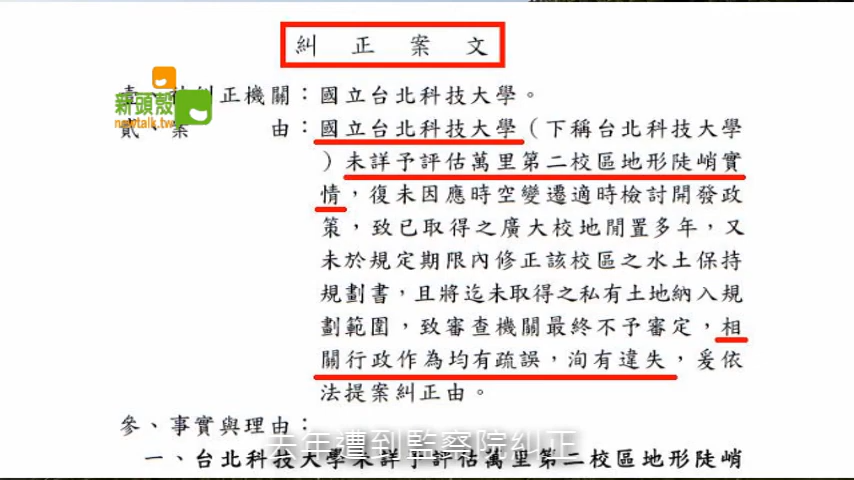 糾正案文
壹、被糾正機關：國立台北科技大學。
新頭殼
newtalk.tw
貳、案由：國立台北科技大學（下稱台北科技大學
）未詳予評估萬里第二校區地形陡峭實
情，復未因應時空變遷適時檢討開發政
策，致已取得之廣大校地閒置多年，又
未於規定期限內修正該校區之水土保持
規劃書，且將迄未取得之私有土地納入規
劃範圍，致審查機關最終不予審定，相
關行政作為均有疏誤，洵有違失，爰依
法提案糾正由。
參、事實與理由：
去年遭到監察院糾正
一、台北科技大學未詳予評估萬里第二校區地形陡峭